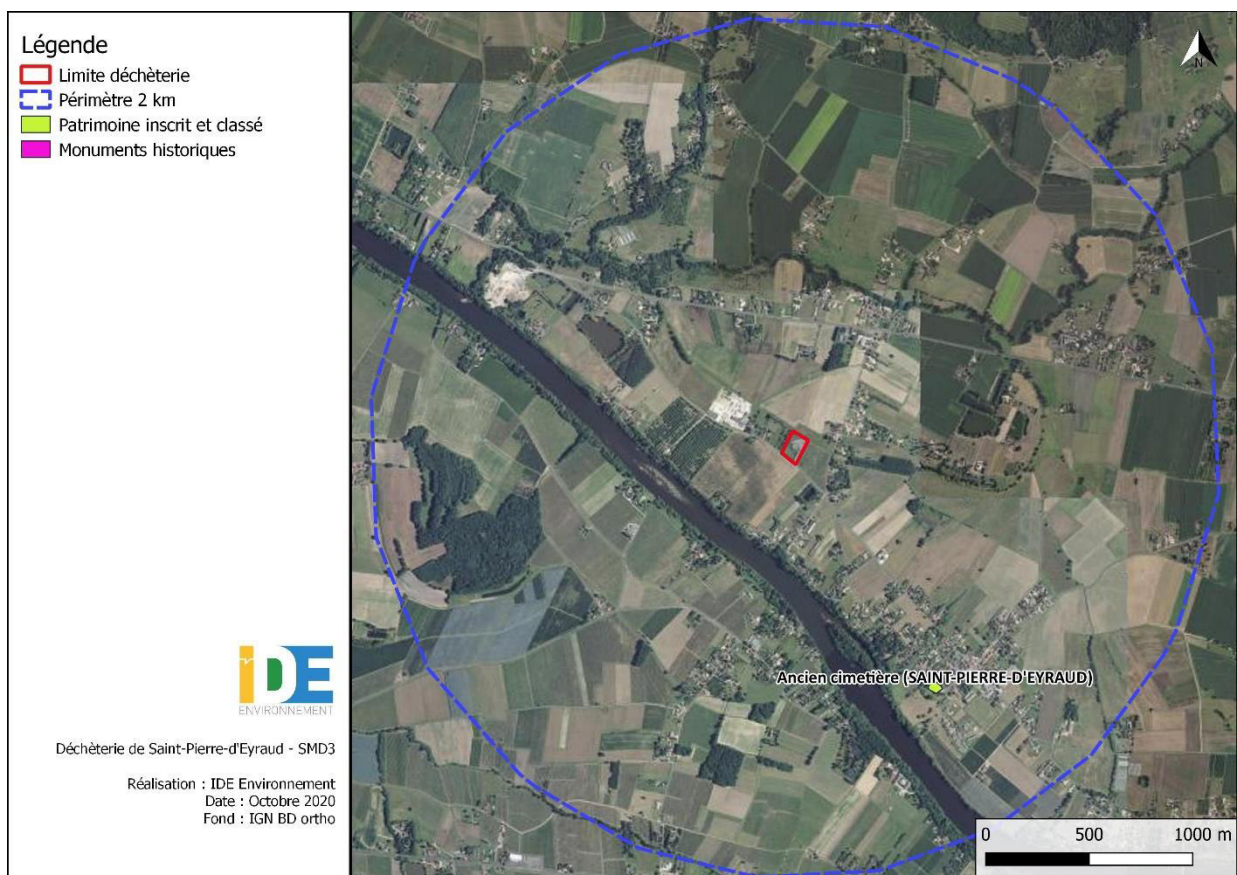 Légende
Limite déchèterie
Périmètre 2 km
Patrimoine inscrit et classé
Monuments historiques
N
Ancien cimetière (SAINT-PIERRE-D'EYRAUD)
iDE
ENVIRONNEMENT
Déchèterie de Saint-Pierre-d'Eyraud - SMD3
Réalisation : IDE Environnement
Date : Octobre 2020
Fond : IGN BD ortho
0 500 1000 m